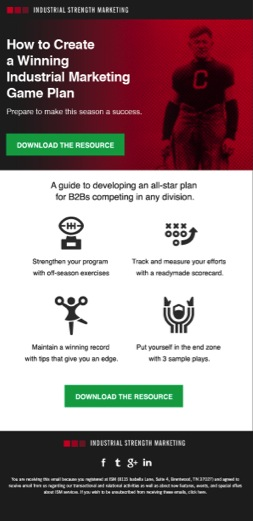 INDUSTRIAL STRENGTH MARKETING
How to Create
a Winning
Industrial Marketing
Game Plan
Prepare to make this season a success.
C
DOWNLOAD THE RESOURCE
A guide to developing an all-star plan
for B2Bs competing in any division.
Strengthen your program
with off-season exercises
Track and measure your efforts
with a readymade scorecard.
Maintain a winning record
with tips that give you an edge.
Put yourself in the end zone
with 3 sample plays.
DOWNLOAD THE RESOURCE
INDUSTRIAL STRENGTH MARKETING
You are receiving this email because you registered at ISM Isabella Lane, Suite 4, Brentwood, TN 37027) and agreed to
receive email from us regarding our transactional and relational activities as well as about new features, events, and special offers
about ISM services. If you wish to be unsubscribed from receiving these emails, click here.